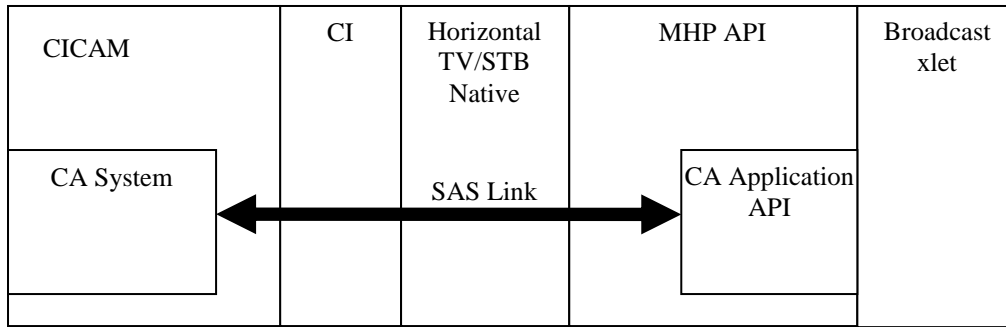 CICAM
CI
Horizontal
TV/STB
Native
MHP API
Broadcast
xlet
CA System
SAS Link
CA Application
API